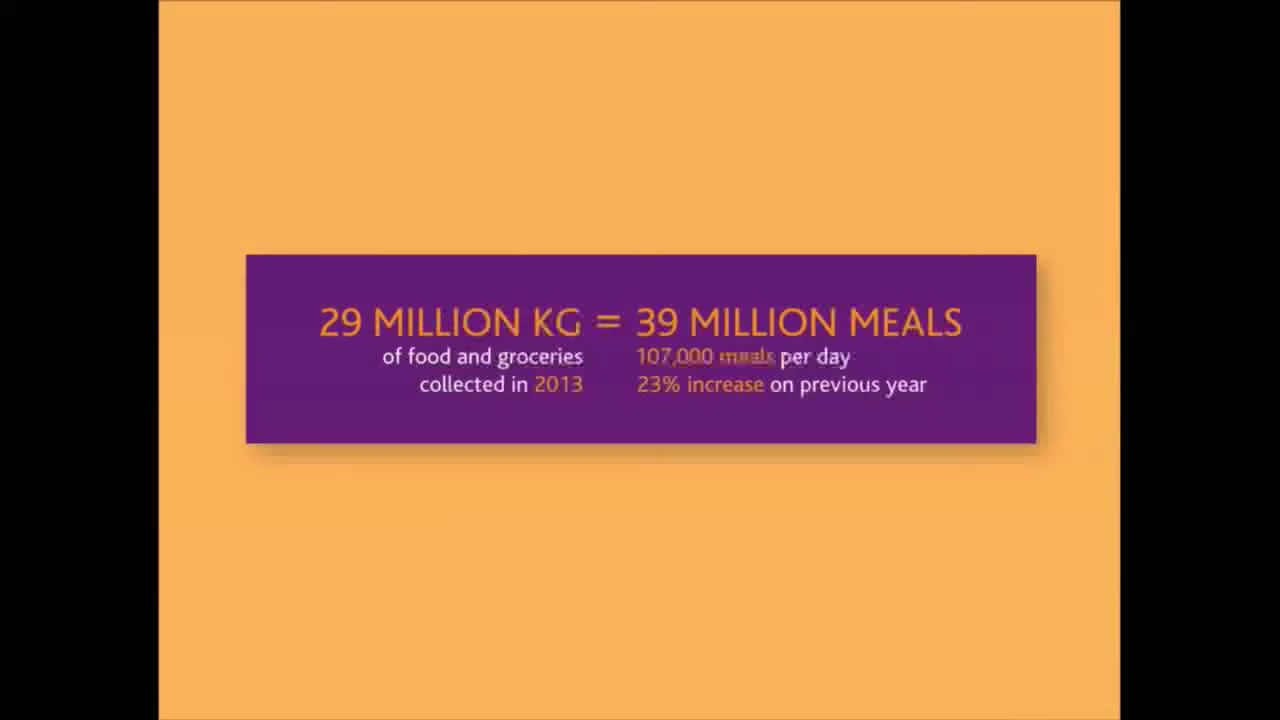 29 MILLION KG = 39 MILLION MEALS
of food and groceries 107,000 meals per day
collected in 2013 23% increase on previous year